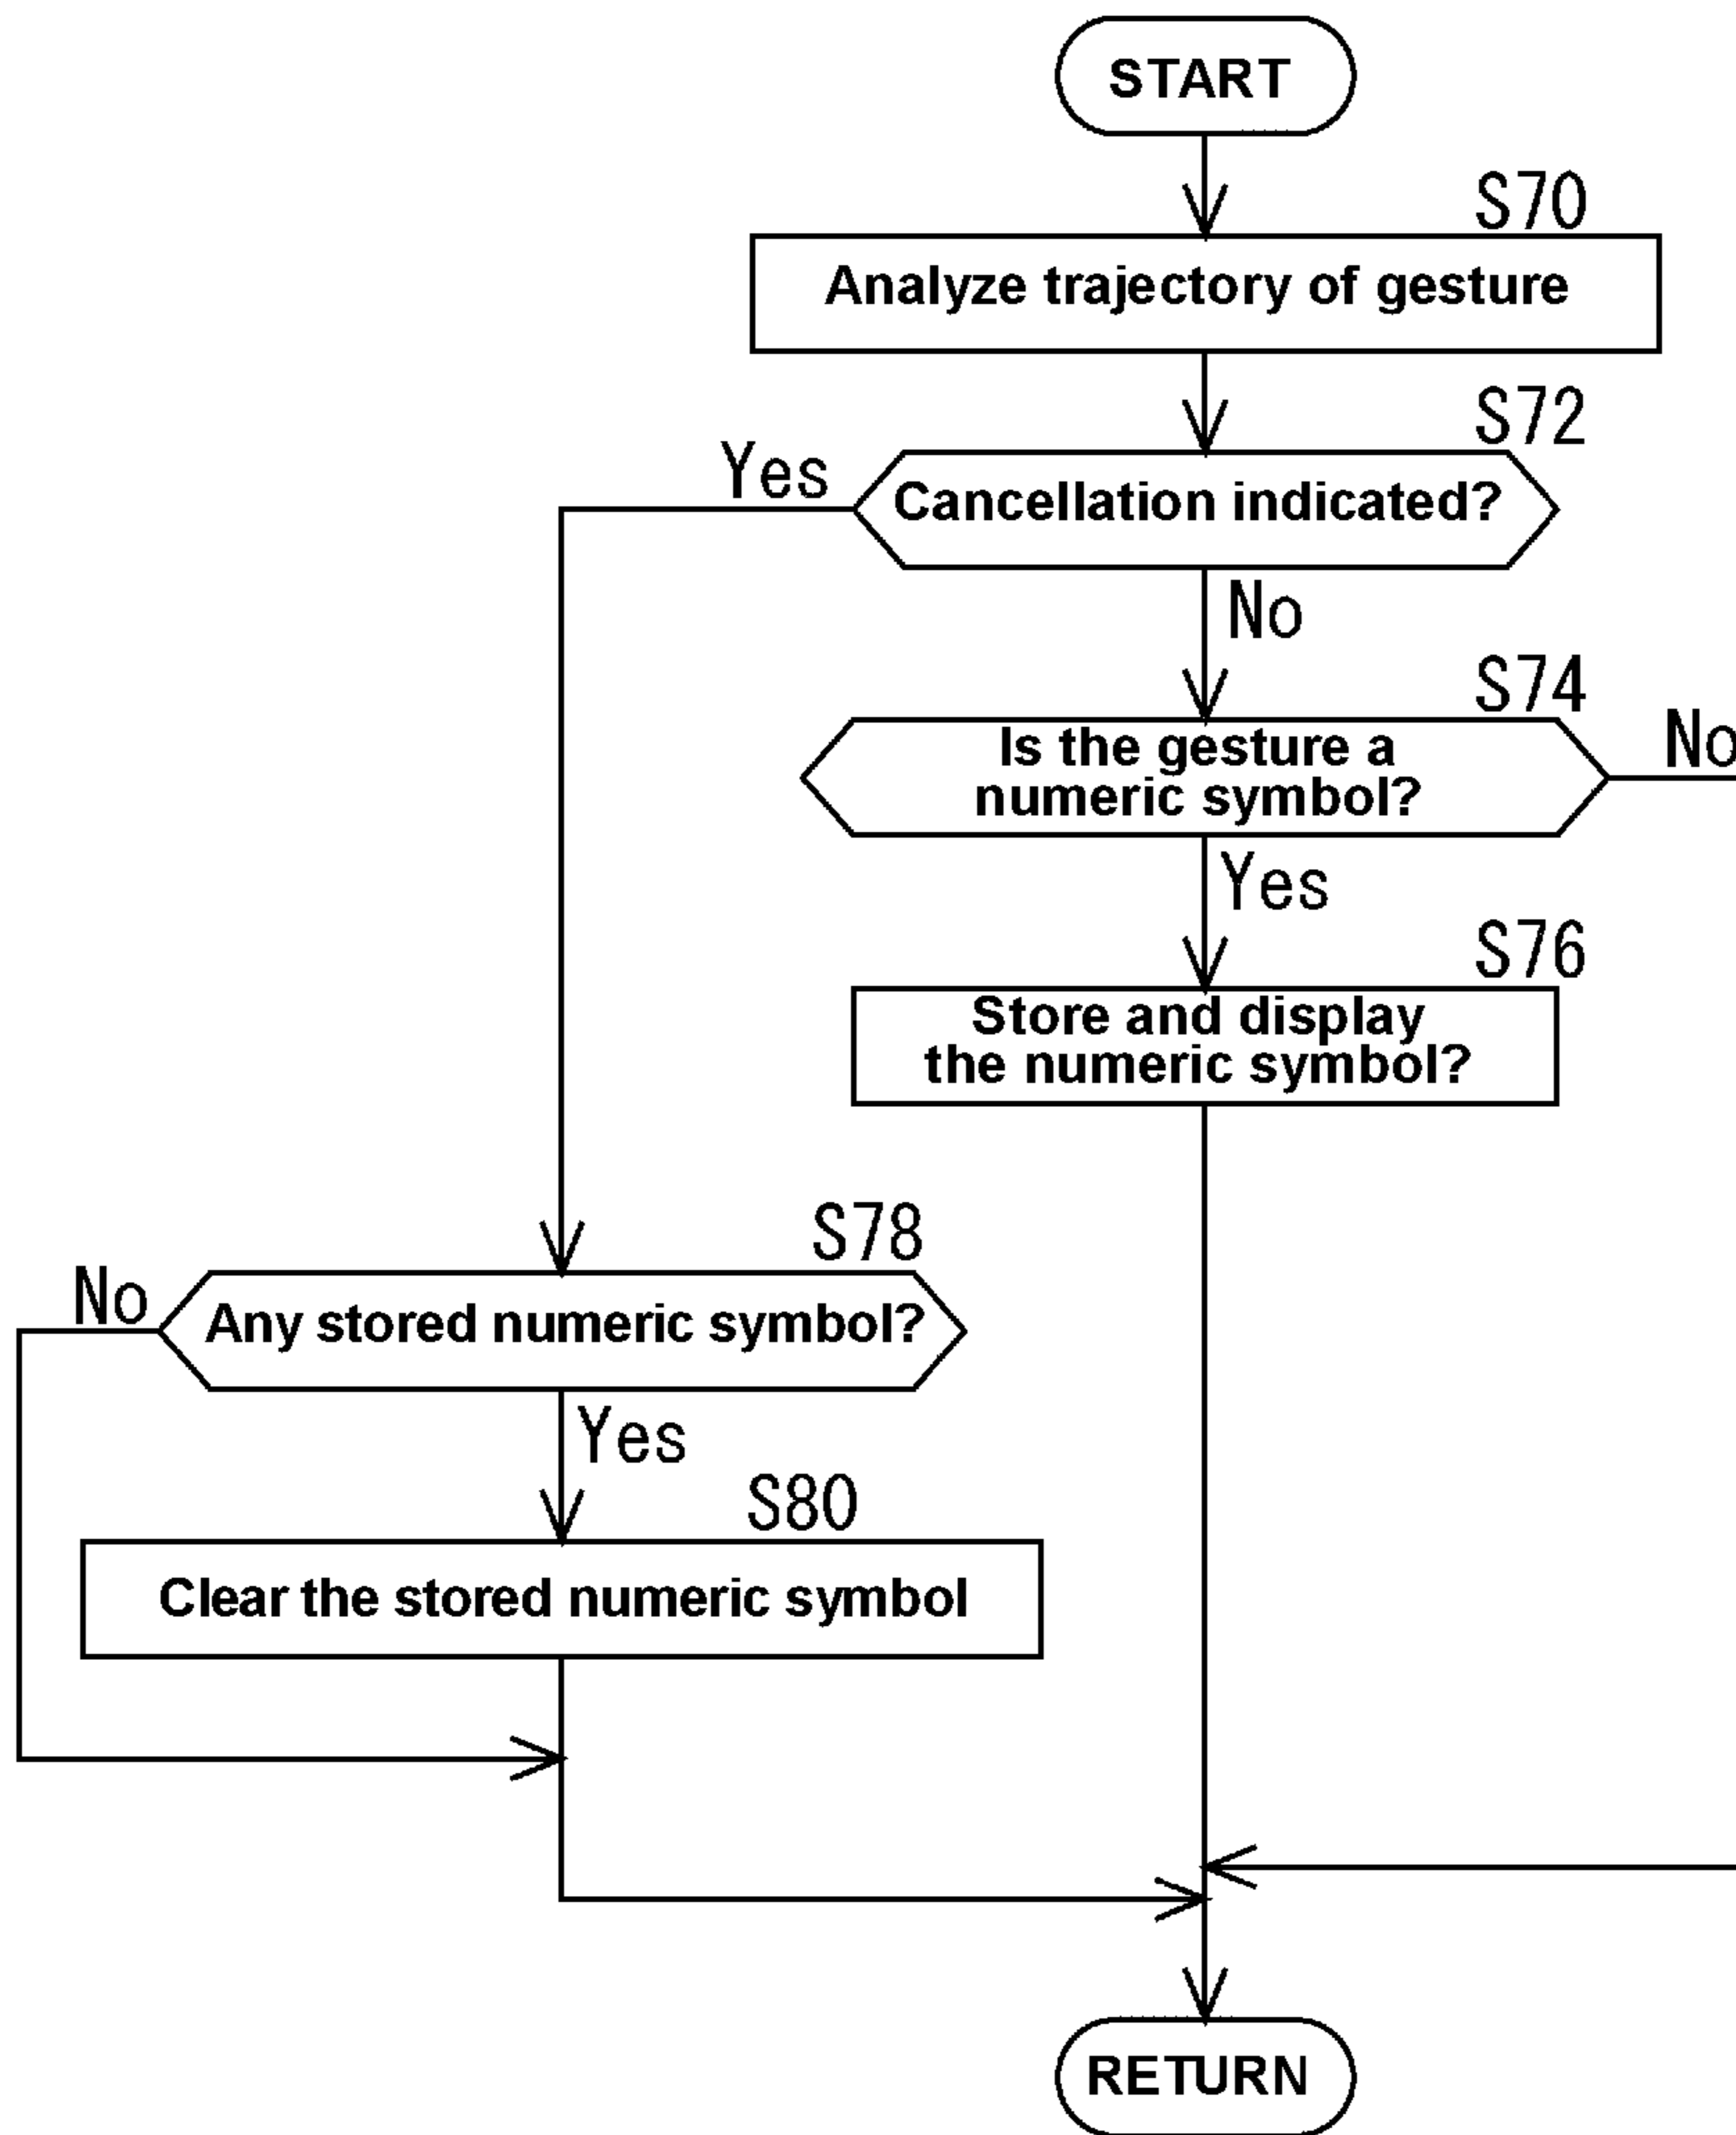 START
S70
Analyze trajectory of gesture
S72
Yes
Cancellation indicated?
No
S74
Is the gesture a
numeric symbol?
No
Yes
S76
Store and display
the numeric symbol?
S78
No
Any stored numeric symbol?
Yes
S80
Clear the stored numeric symbol
RETURN